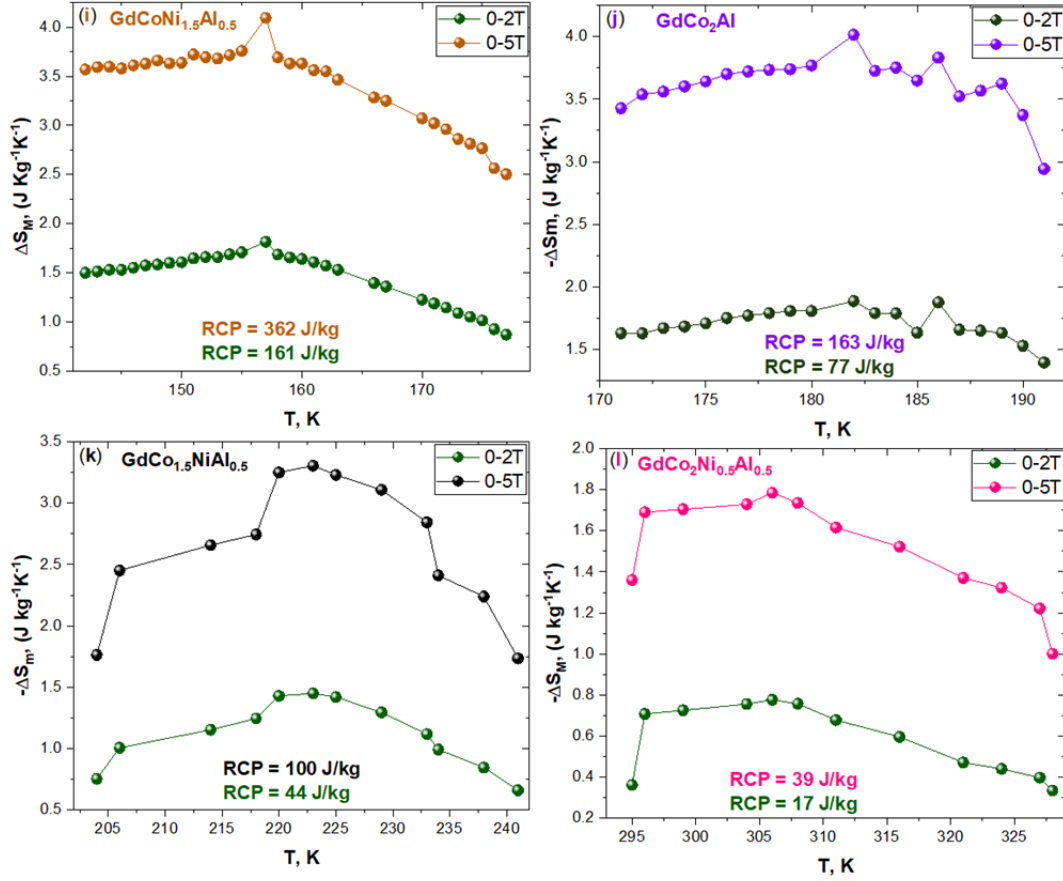 (i) GdCoNi1.5Al0.5
0-2T
0-5T
ΔSM, (J Kg-1K-1)
4.0
3.5
3.0
2.5
2.0
1.5
1.0
0.5
RCP = 362 J/kg
RCP = 161 J/kg
150 160 170
T, K
(j) GdCo2Al
0-2T
0-5T
-ΔSm, (J kg-1K-1)
4.0
3.5
3.0
2.5
2.0
1.5
RCP = 163 J/kg
RCP = 77 J/kg
170 175 180 185 190
T, K
(k) GdCo1.5NiAl0.5
0-2T
0-5T
-ΔSm, (J kg-1K-1)
3.5
3.0
2.5
2.0
1.5
1.0
0.5
RCP = 100 J/kg
RCP = 44 J/kg
205 210 215 220 225 230 235 240
T, K
(l) GdCo2Ni0.5Al0.5
0-2T
0-5T
-ΔSM, (J kg-1K-1)
2.0
1.8
1.6
1.4
1.2
1.0
0.8
0.6
0.4
0.2
RCP = 39 J/kg
RCP = 17 J/kg
295 300 305 310 315 320 325
T, K